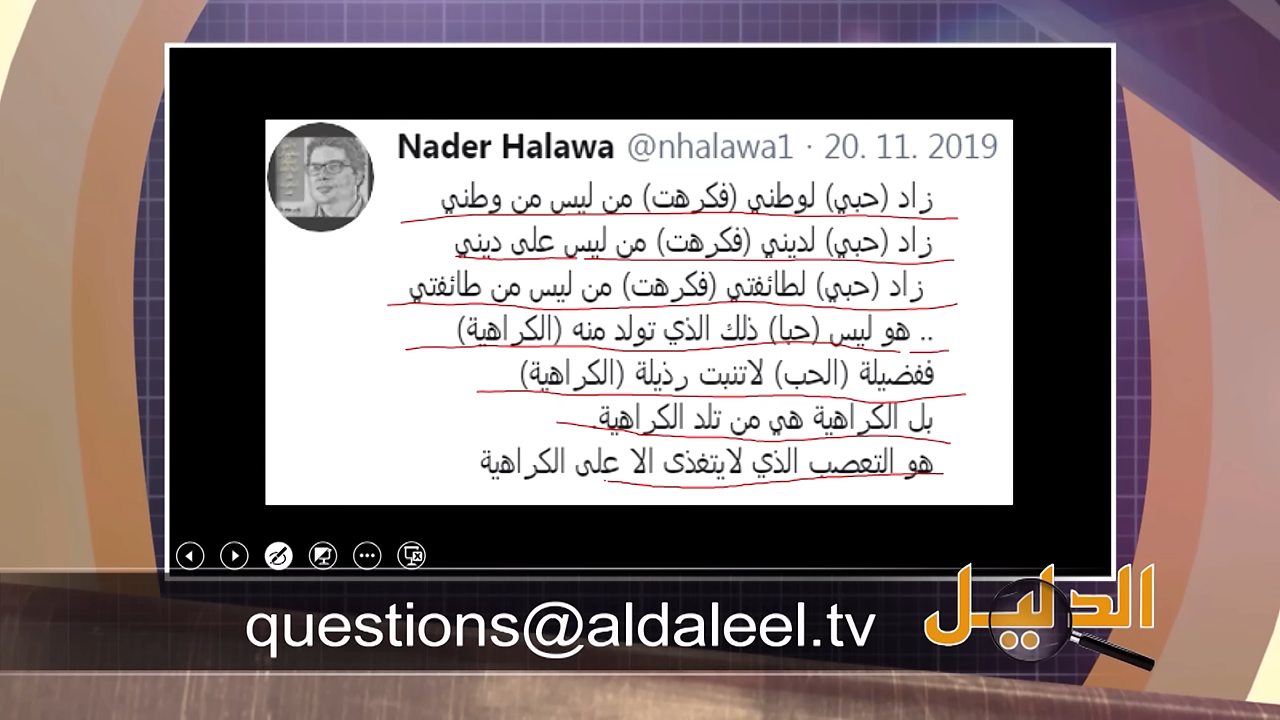 Nader Halawa @nhalawa1 · 20. 11. 2019
زاد (حبي) لوطني (فكرهت) من ليس من وطني
زاد (حبي) لديني (فكرهت) من ليس على ديني
زاد (حبي) لطائفتي (فكرهت) من ليس من طائفتي
.. هو ليس (حبا) ذلك الذي تولد منه (الكراهية)
ففضيلة (الحب) لاتنبت رذيلة (الكراهية)
بل الكراهية هي من تلد الكراهية.
هو التعصب الذي لايتغذى الا على الكراهية
questions@aldaleel.tv
الدليل